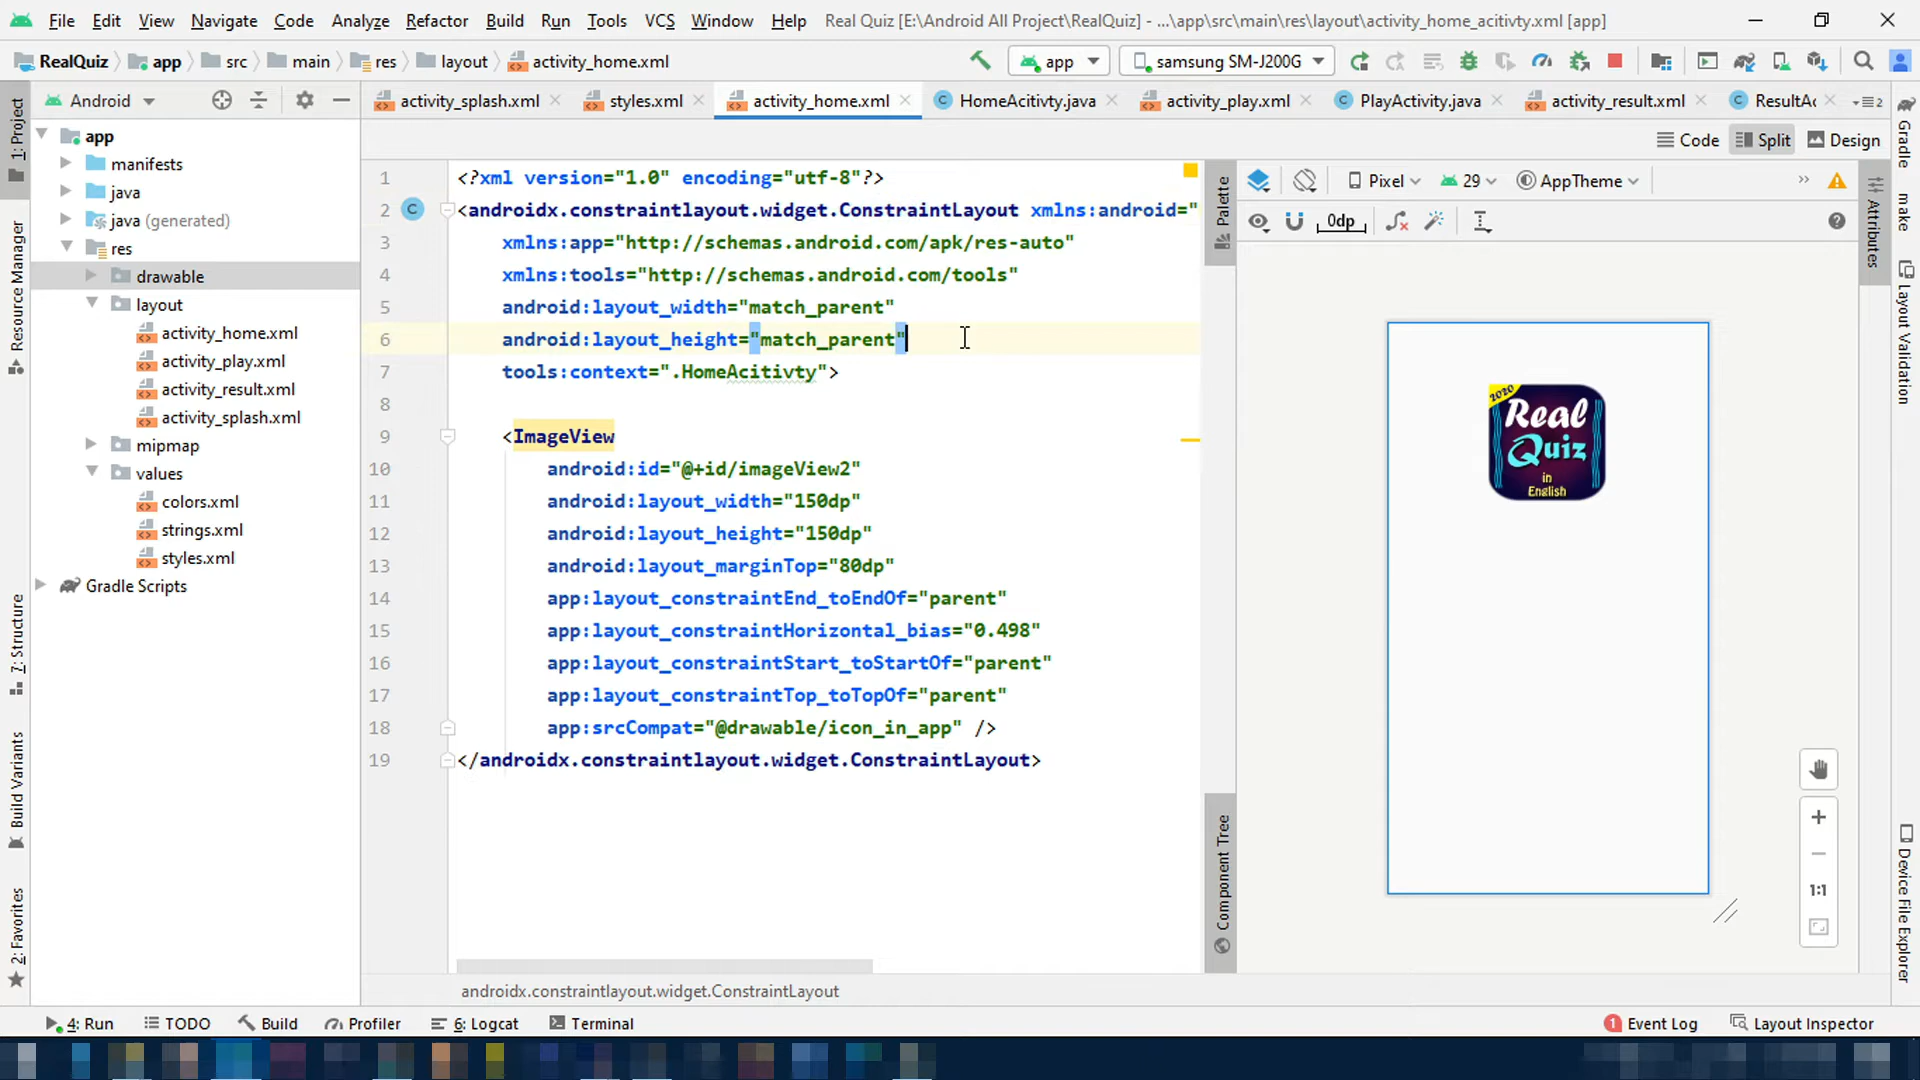 File Edit View Navigate Code Analyze Refactor Build Run Tools VCS Window Help Real Quiz [E:\Android All Project\RealQuiz] - ...\app\src\main\res\layout\activity_home_acitivty.xml [app]
RealQuiz app src main res layout activity_home.xml app samsung SM-J200G
Android activity_splash.xml styles.xml activity_home.xml HomeAcitivty.java activity_play.xml PlayActivity.java activity_result.xml ResultAc 2
Code Split Design
1: Project
Resource Manager
7: Structure
Build Variants
2: Favorites
app
manifests
java
java (generated)
res
drawable
layout
activity_home.xml
activity_play.xml
activity_result.xml
activity_splash.xml
mipmap
values
colors.xml
strings.xml
styles.xml
Gradle Scripts
1 <?xml version="1.0" encoding="utf-8"?>
2 <androidx.constraintlayout.widget.ConstraintLayout xmlns:android="
3 xmlns:app="http://schemas.android.com/apk/res-auto"
4 xmlns:tools="http://schemas.android.com/tools"
5 android:layout_width="match_parent"
6 android:layout_height="match_parent"
7 tools:context=".HomeAcitivty">
8
9 <ImageView
10 android:id="@+id/imageView2"
11 android:layout_width="150dp"
12 android:layout_height="150dp"
13 android:layout_marginTop="80dp"
14 app:layout_constraintEnd_toEndOf="parent"
15 app:layout_constraintHorizontal_bias="0.498"
16 app:layout_constraintStart_toStartOf="parent"
17 app:layout_constraintTop_toTopOf="parent"
18 app:srcCompat="@drawable/icon_in_app" />
19 </androidx.constraintlayout.widget.ConstraintLayout>
androidx.constraintlayout.widget.ConstraintLayout
Palette
Component Tree
Pixel 29 AppTheme
0dp
2020
Real
Quiz
in
English
1:1
Attributes
Gradle
make
Layout Validation
Device File Explorer
4: Run TODO Build Profiler 6: Logcat Terminal 1 Event Log Layout Inspector